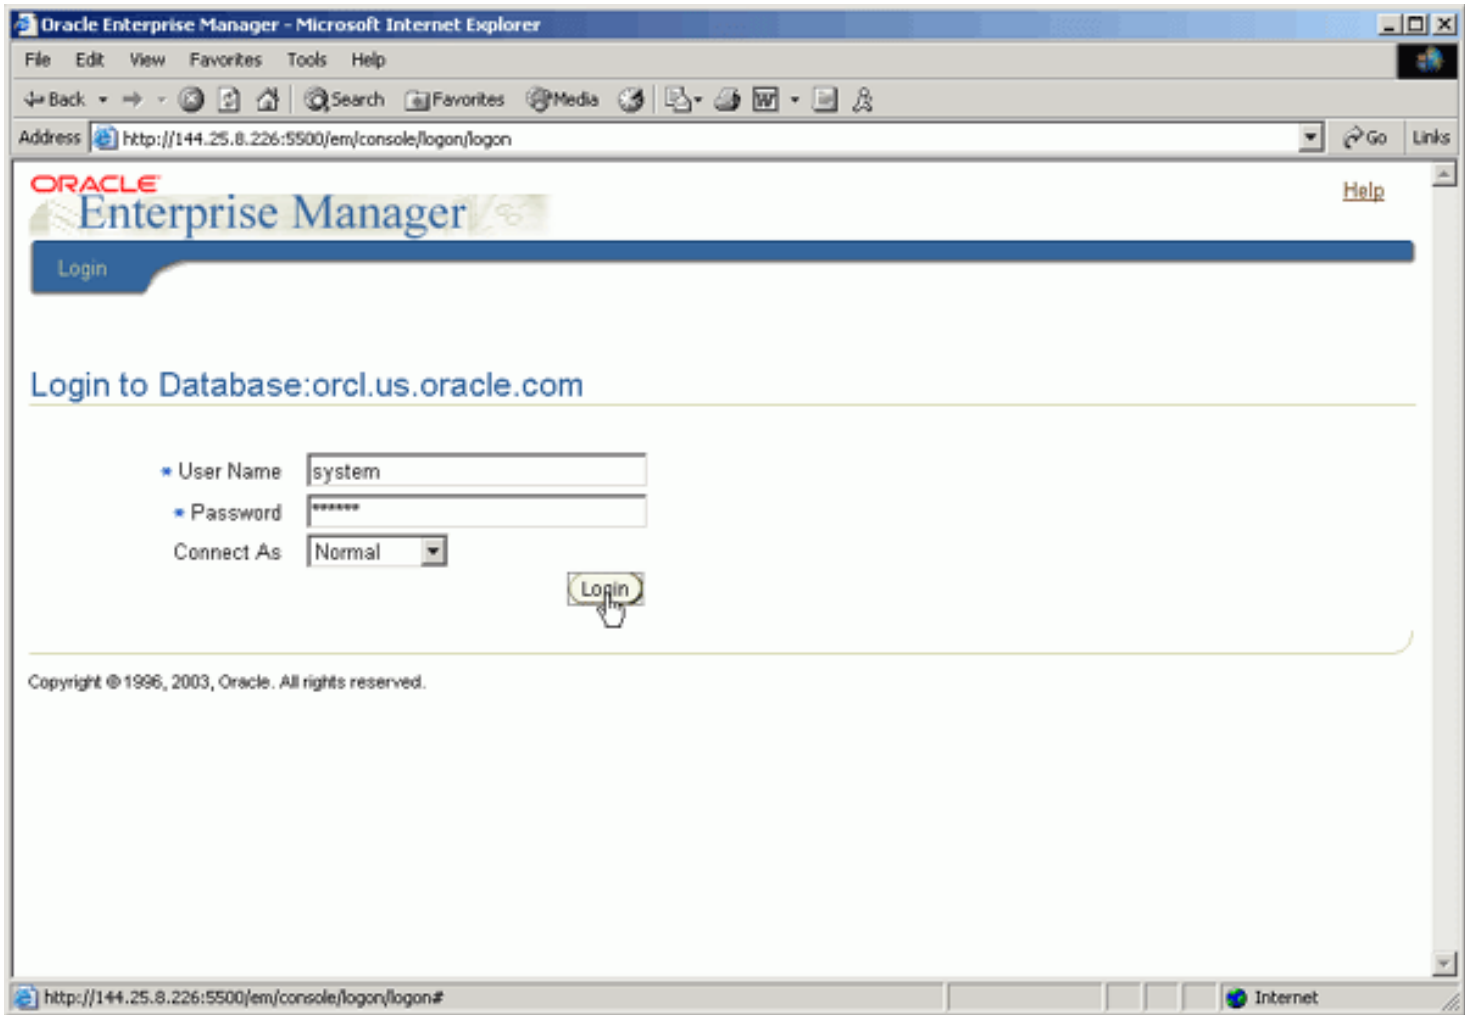 Oracle Enterprise Manager - Microsoft Internet Explorer
File Edit View Favorites Tools Help
Back Search Favorites Media
Address http://144.25.8.226:5500/em/console/logon/logon Go Links
ORACLE
Enterprise Manager
Help
Login
Login to Database:orcl.us.oracle.com
* User Name system
* Password ******
Connect As Normal
Login
Copyright © 1996, 2003, Oracle. All rights reserved.
http://144.25.8.226:5500/em/console/logon/logon# Internet